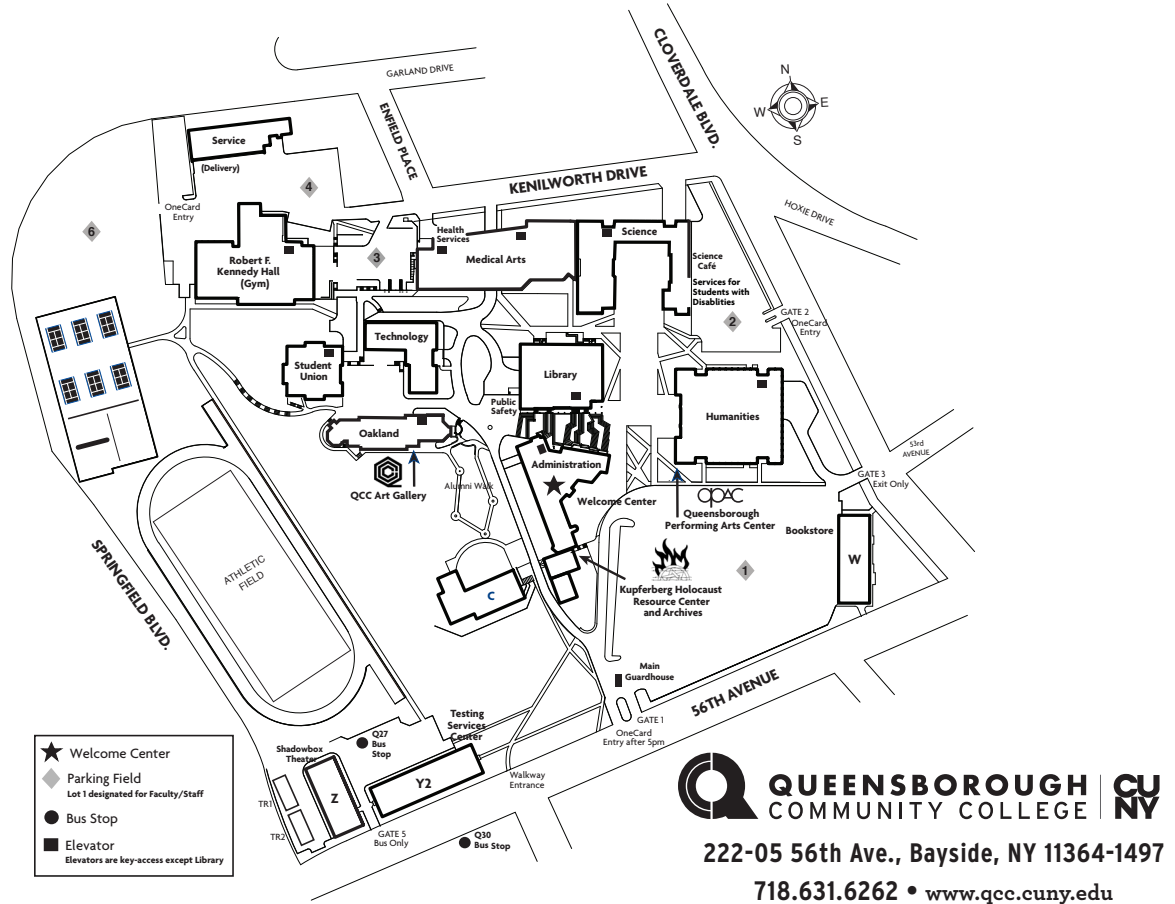 GARLAND DRIVE
CLOVERDALE BLVD.
N
W
E
S
ENFIELD PLACE
Service
(Delivery)
4
KENILWORTH DRIVE
OneCard
Entry
HOXIE DRIVE
6
Health
Services
Science
Robert F.
Kennedy Hall
(Gym)
3
Medical Arts
Science
Café
Services for
Students with
Disablities
2
GATE 2
OneCard
Entry
Technology
Student
Union
Library
Public
Safety
Humanities
Oakland
53rd
AVENUE
Administration
QCC Art Gallery
Alumni Walk
Welcome Center
GATE 3
Exit Only
QPAC
Queensborough
Performing Arts Center
Bookstore
W
SPRINGFIELD BLVD.
ATHLETIC
FIELD
1
C
Kupferberg Holocaust
Resource Center
and Archives
Main
Guardhouse
56TH AVENUE
GATE 1
OneCard
Entry after 5pm
Testing
Services
Center
Q27
Bus
Stop
Shadowbox
Theater
Walkway
Entrance
Y2
Z
TR1
TR2
GATE 5
Bus Only
Q30
Bus Stop
Welcome Center
Parking Field
Lot 1 designated for Faculty/Staff
Bus Stop
Elevator
Elevators are key-access except Library
QUEENSBOROUGH
COMMUNITY COLLEGE
CU
NY
222-05 56th Ave., Bayside, NY 11364-1497
718.631.6262 • www.qcc.cuny.edu